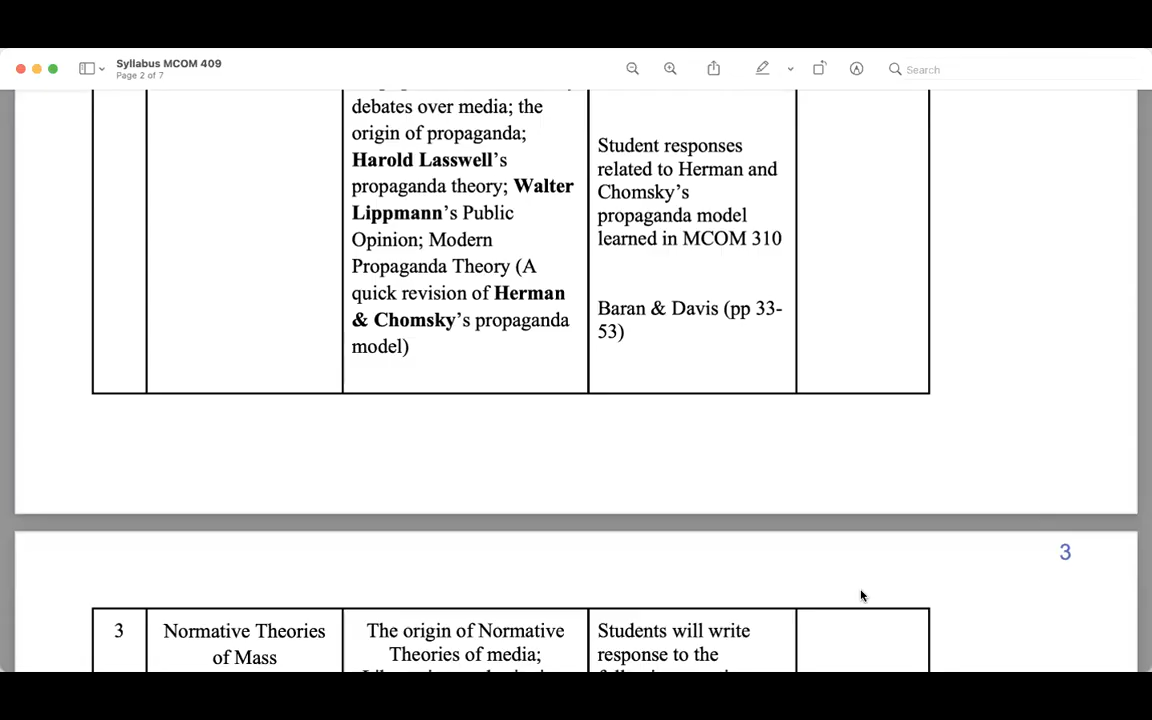 Syllabus MCOM 409
Page 2 of 7
Search
debates over media; the
origin of propaganda;
Harold Lasswell's
propaganda theory; Walter
Lippmann's Public
Opinion; Modern
Propaganda Theory (A
quick revision of Herman
& Chomsky's propaganda
model)
Student responses
related to Herman and
Chomsky's
propaganda model
learned in MCOM 310
Baran & Davis (pp 33-
53)
3
3
Normative Theories
of Mass
The origin of Normative
Theories of media;
Students will write
response to the